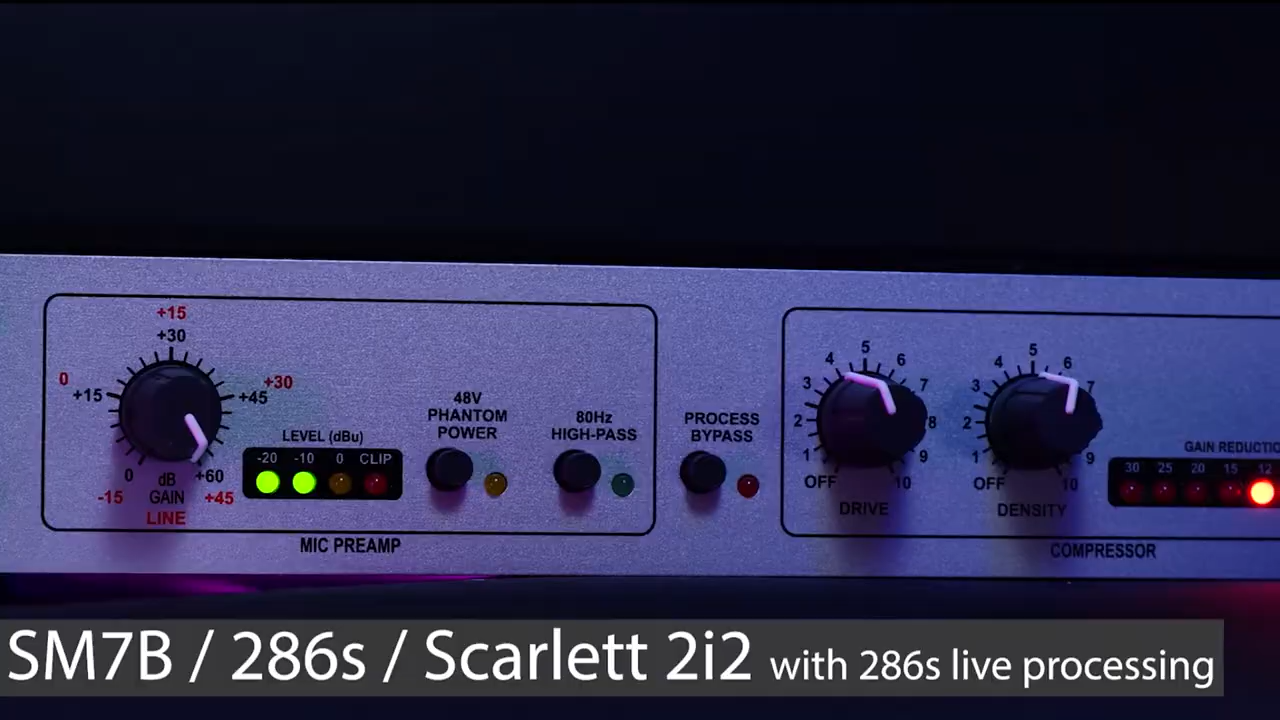 +15
+30
0
+15
+30
+45
0
dB
+60
-15
GAIN
+45
LINE
LEVEL (dBu)
-20 -10 0 CLIP
48V
PHANTOM
POWER
80Hz
HIGH-PASS
MIC PREAMP
PROCESS
BYPASS
OFF 1 2 3 4 5 6 7 8 9 10
DRIVE
OFF 1 2 3 4 5 6 7 9 10
DENSITY
GAIN REDUCTIO
30 25 20 15 12
COMPRESSOR
SM7B / 286s / Scarlett 2i2 with 286s live processing